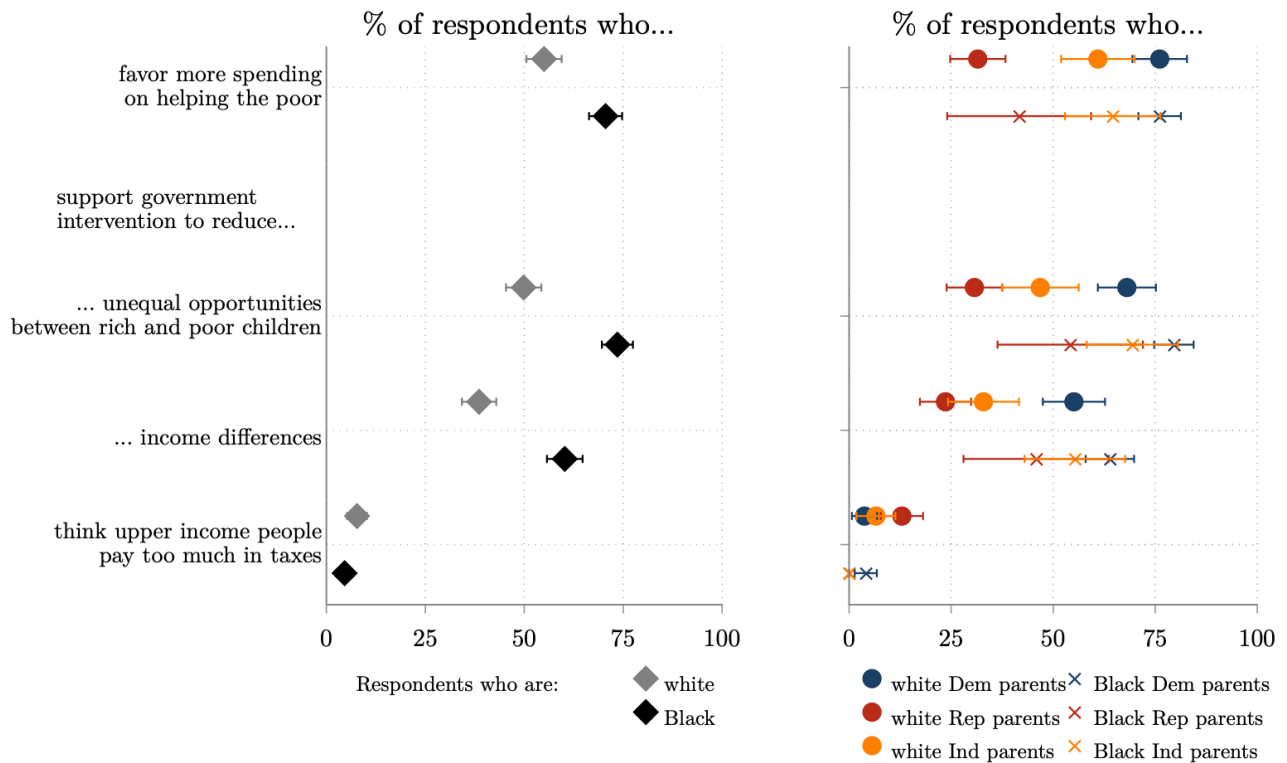 % of respondents who...
% of respondents who...
favor more spending
on helping the poor
support government
intervention to reduce...
... unequal opportunities
between rich and poor children
... income differences
think upper income people
pay too much in taxes
0 25 50 75 100
0 25 50 75 100
Respondents who are:
white
Black
white Dem parents
Black Dem parents
white Rep parents
Black Rep parents
white Ind parents
Black Ind parents